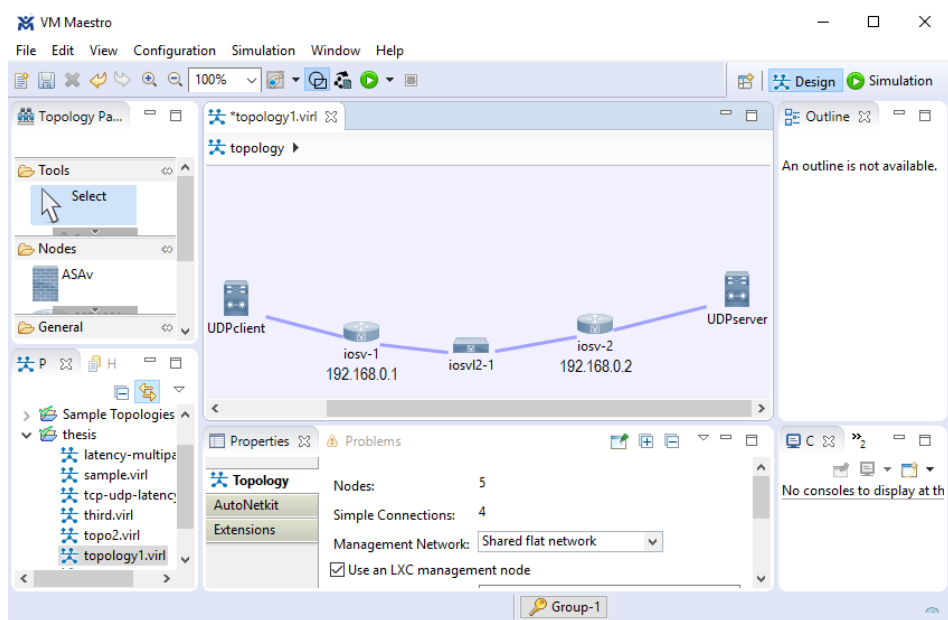 VM Maestro
File Edit View Configuration Simulation Window Help
100%
Design
Simulation
Topology Pa...
*topology1.virl
Outline
topology
An outline is not available.
Tools
Select
Nodes
ASAv
General
UDPclient
UDPserver
iosv-1
192.168.0.1
iosvl2-1
iosv-2
192.168.0.2
P
H
Sample Topologies
thesis
latency-multipa
sample.virl
tcp-udp-latency
third.virl
topo2.virl
topology1.virl
Properties
Problems
Topology
AutoNetkit
Extensions
Nodes: 5
Simple Connections: 4
Management Network: Shared flat network
Use an LXC management node
C
»2
No consoles to display at th
Group-1